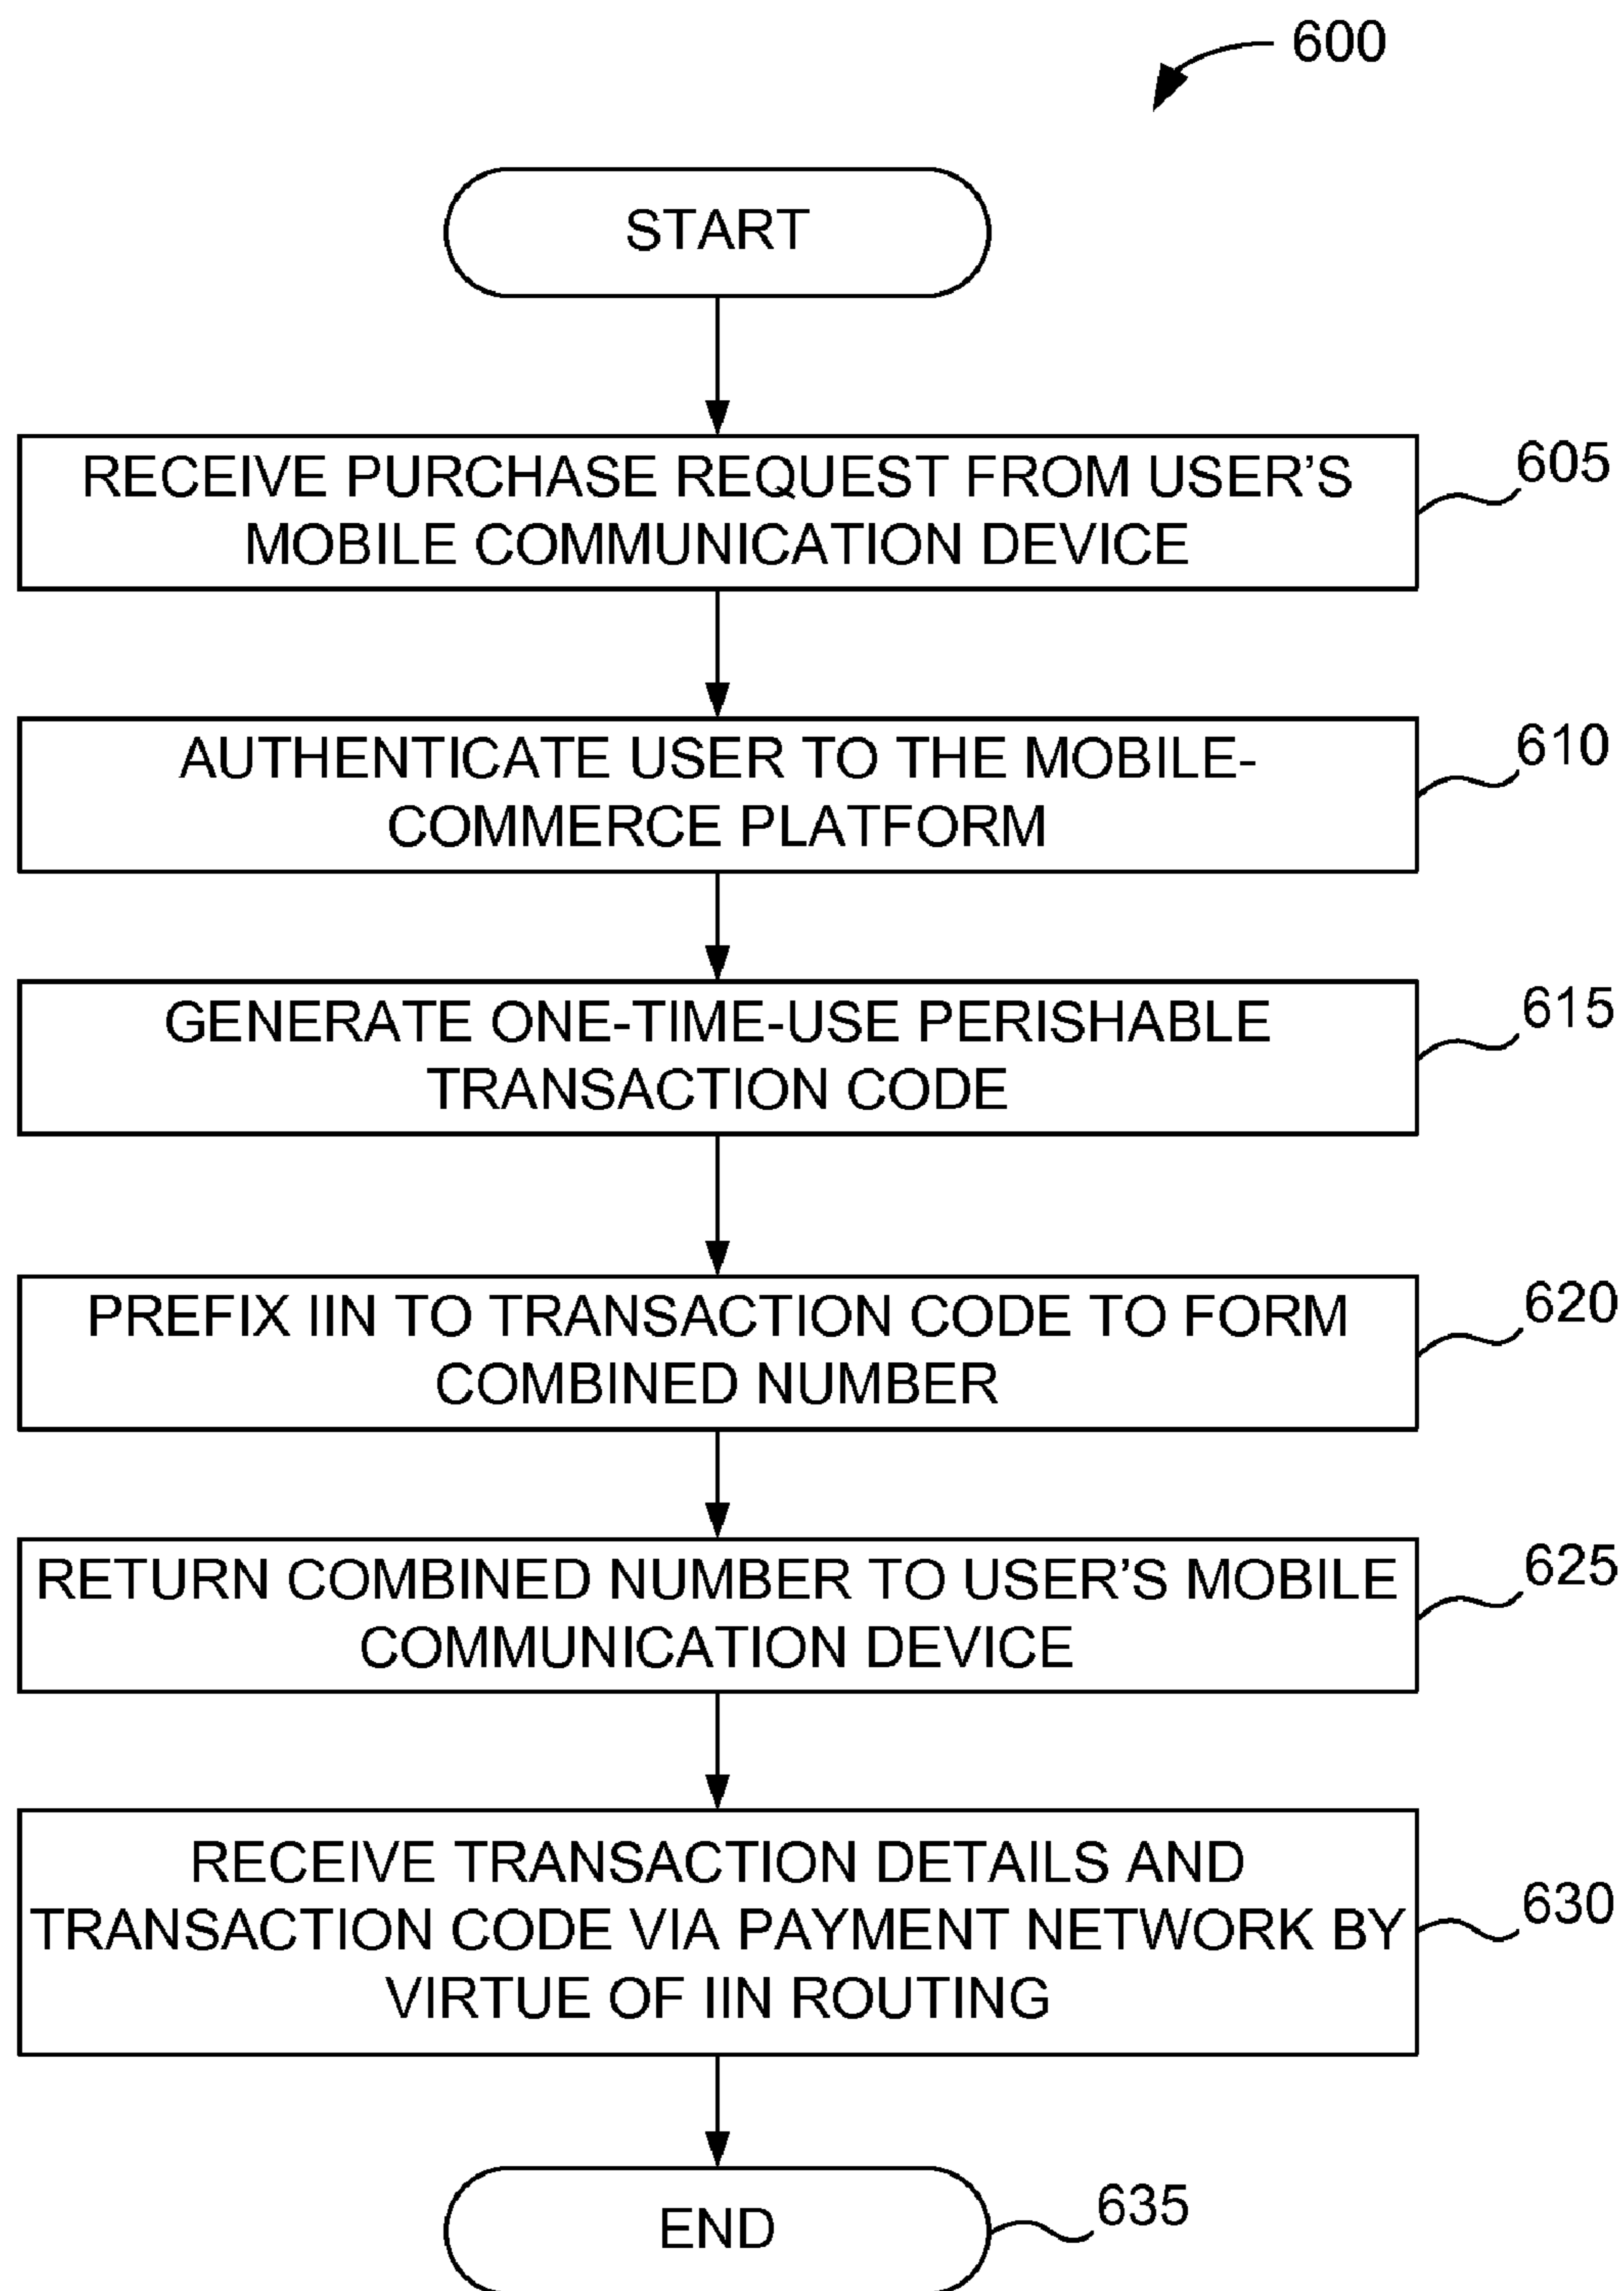 600
START
RECEIVE PURCHASE REQUEST FROM USER’S
MOBILE COMMUNICATION DEVICE
605
AUTHENTICATE USER TO THE MOBILE-
COMMERCE PLATFORM
610
GENERATE ONE-TIME-USE PERISHABLE
TRANSACTION CODE
615
PREFIX IIN TO TRANSACTION CODE TO FORM
COMBINED NUMBER
620
RETURN COMBINED NUMBER TO USER’S MOBILE
COMMUNICATION DEVICE
625
RECEIVE TRANSACTION DETAILS AND
TRANSACTION CODE VIA PAYMENT NETWORK BY
VIRTUE OF IIN ROUTING
630
END
635